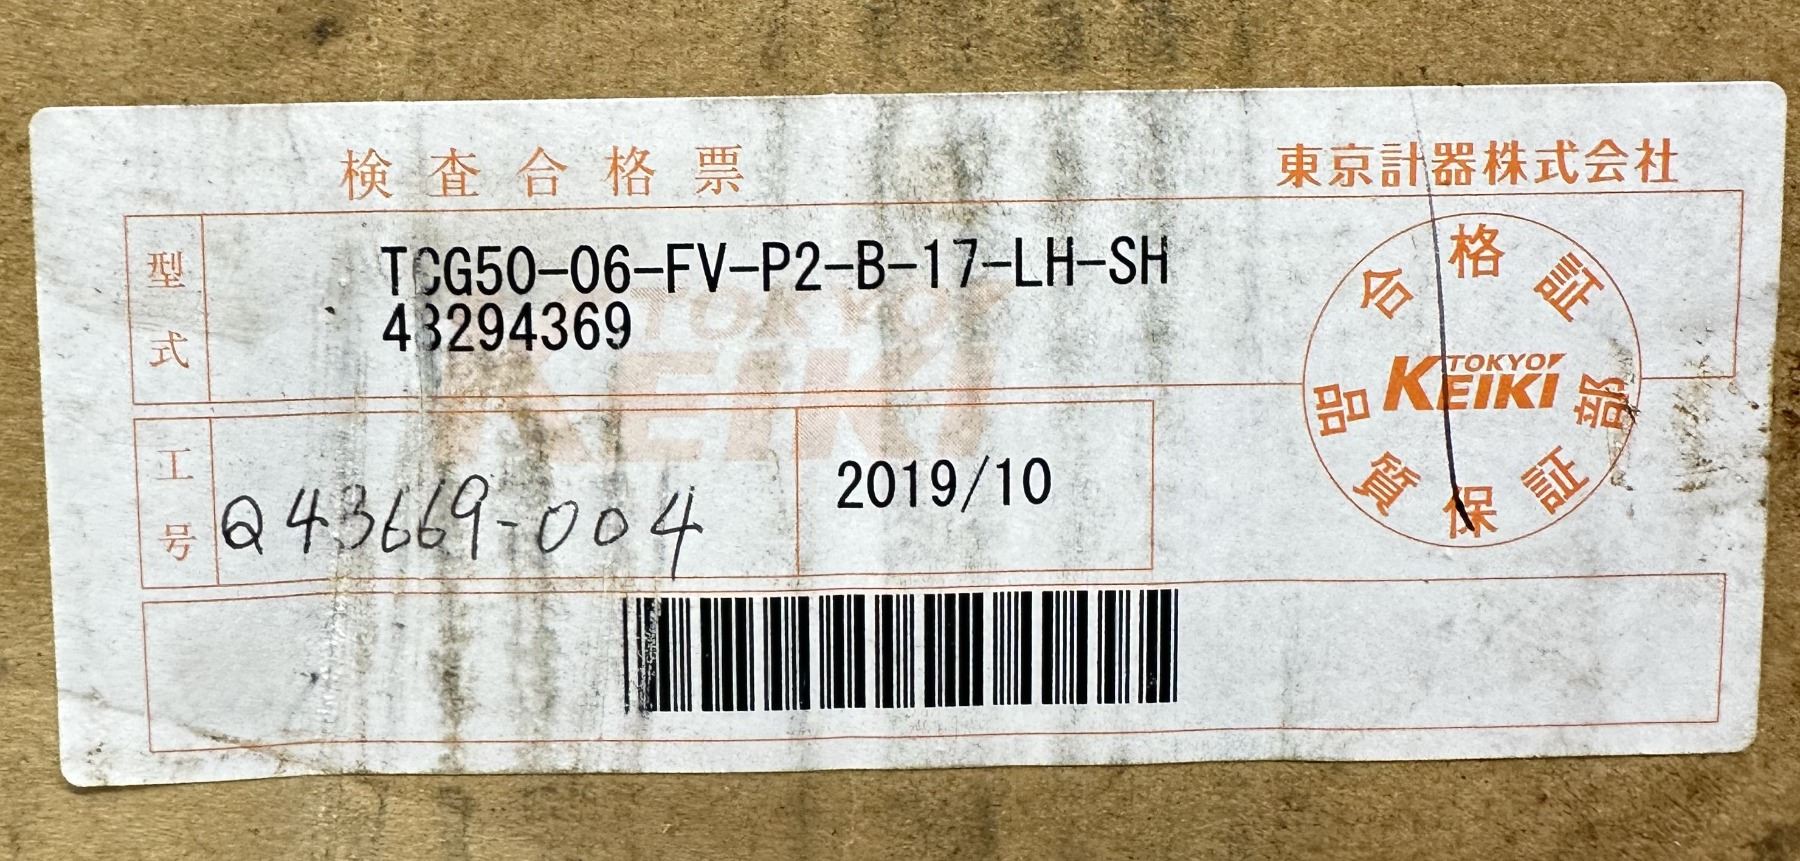 検査合格票
東京計器株式会社
型式
TCG50-06-FV-P2-B-17-LH-SH
43294369
TOKYO
KEIKI
合格証
TOKYO
KEIKI
品質保証部
工号
Q43669-004
2019/10